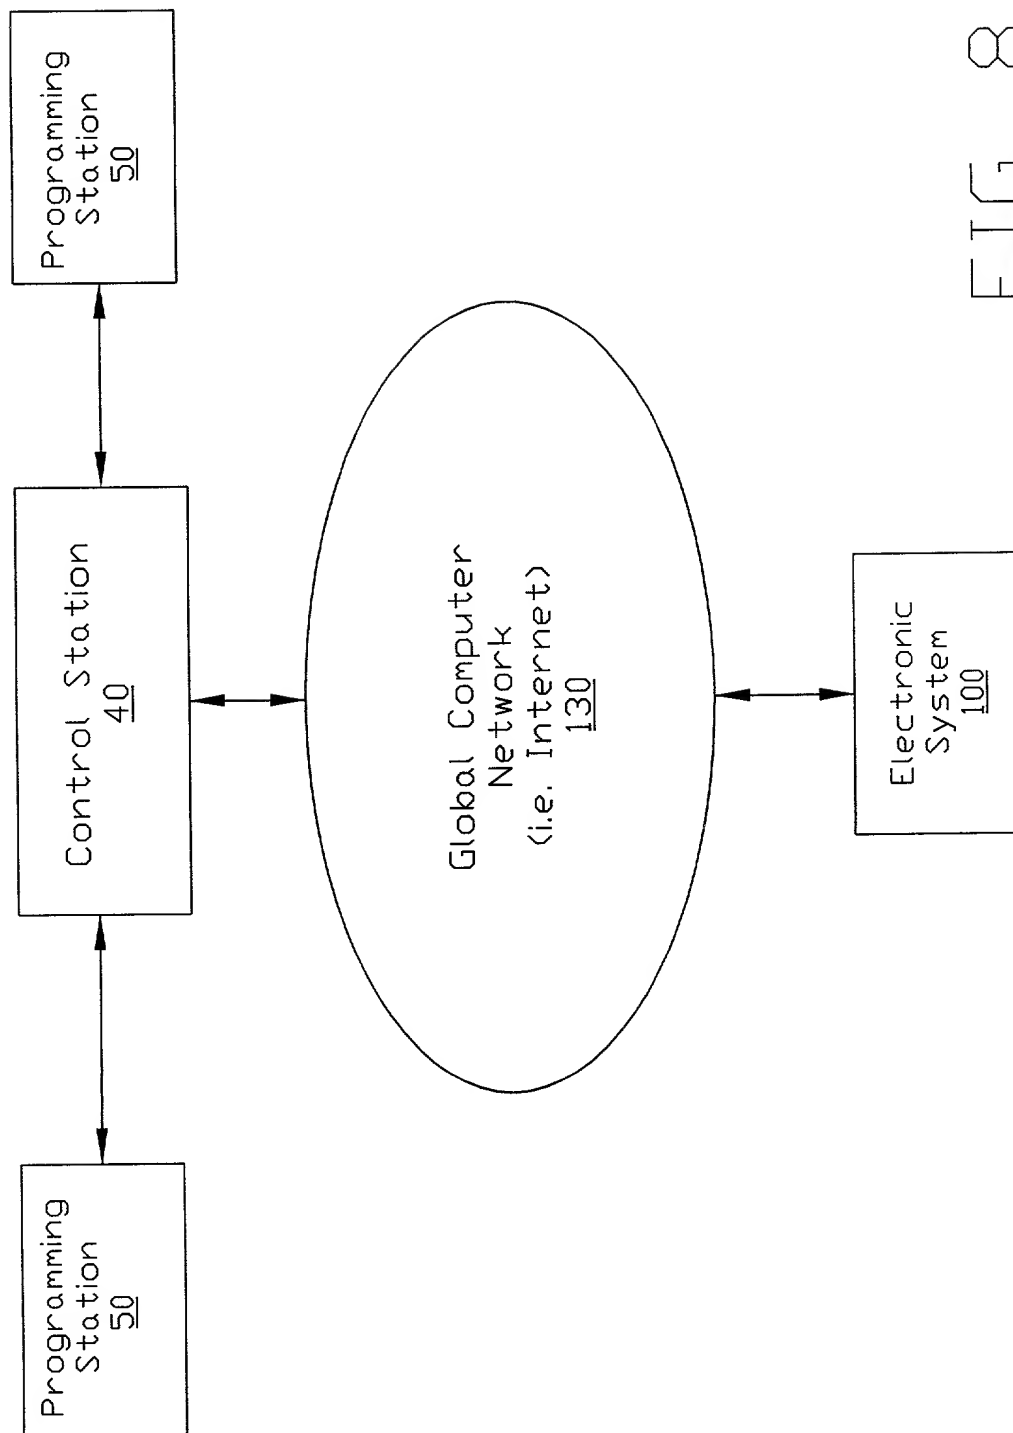 Programming
Station
50
Control Station
40
Programming
Station
50
Global Computer
Network
(i.e. Internet)
130
Electronic
System
100
FIG 8